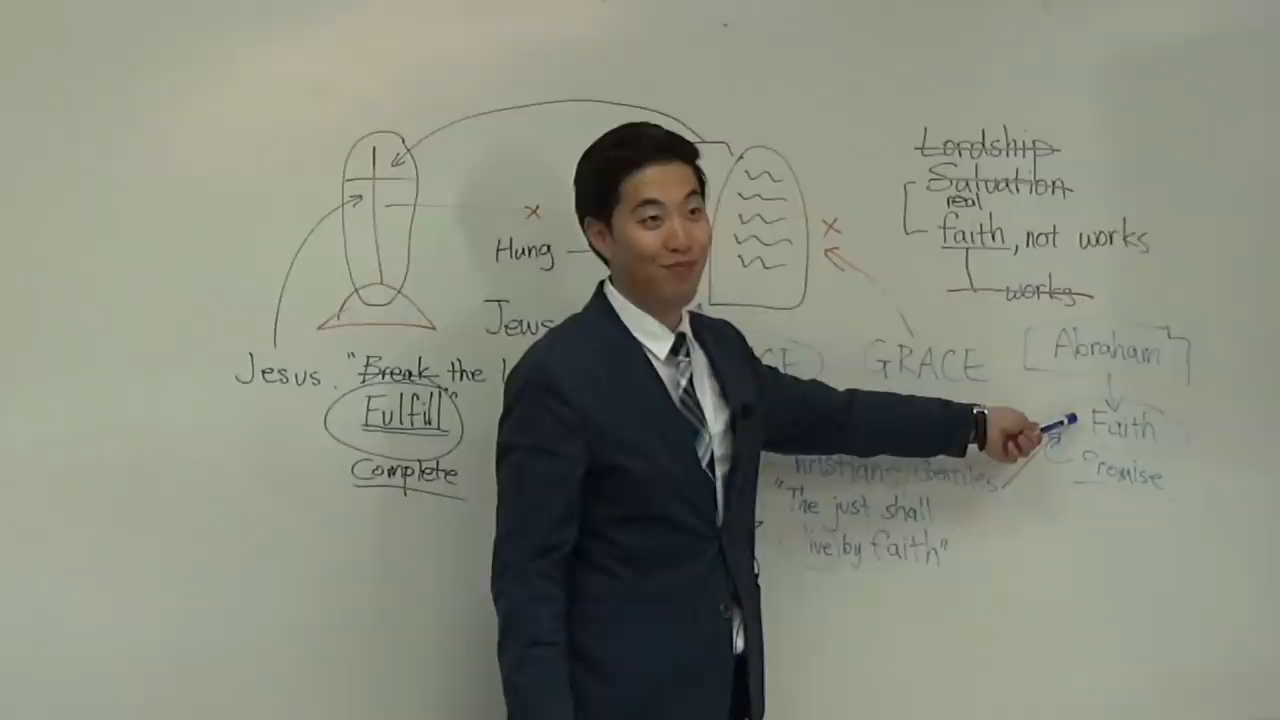 Lordship
Salvation
real
faith, not works
works
Hung
Jews
Jesus. "Break the
Fulfill"
Complete
GRACE
Abraham
Faith
Promise
"The just shall
by faith"